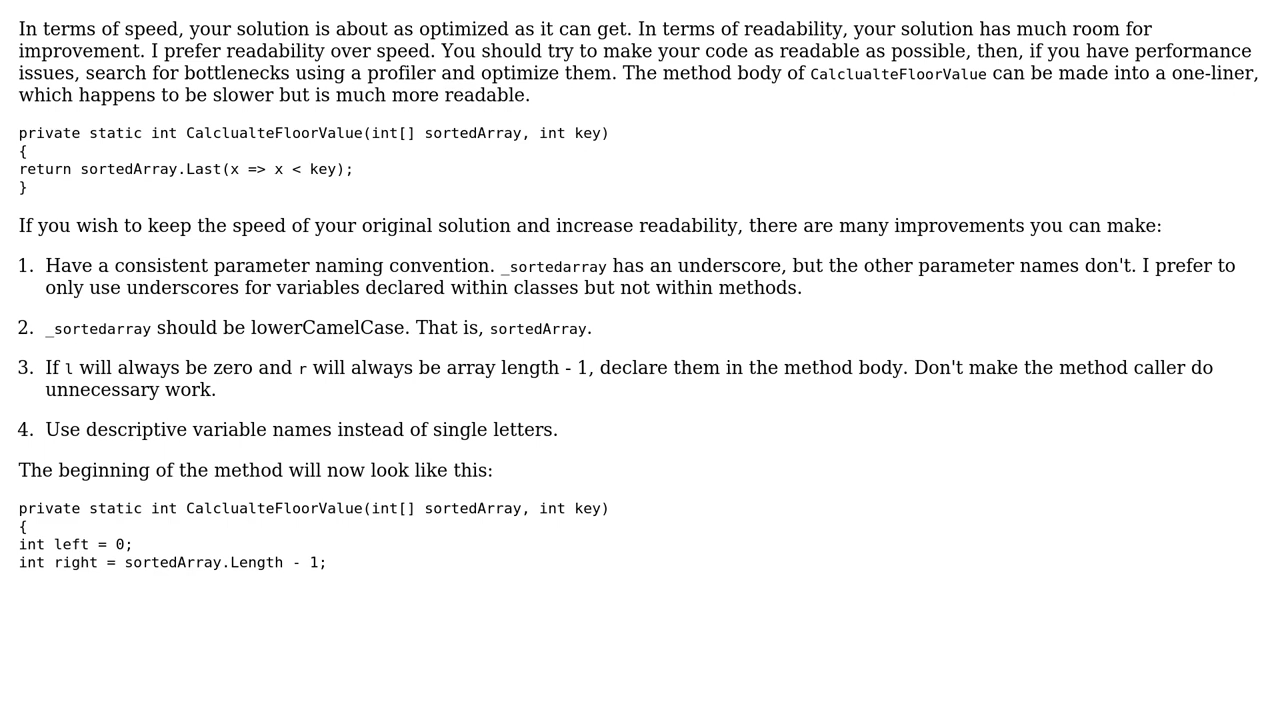 In terms of speed, your solution is about as optimized as it can get. In terms of readability, your solution has much room for
improvement. I prefer readability over speed. You should try to make your code as readable as possible, then, if you have performance
issues, search for bottlenecks using a profiler and optimize them. The method body of CalclualteFloorValue can be made into a one-liner,
which happens to be slower but is much more readable.
private static int CalclualteFloorValue(int[] sortedArray, int key)
{
return sortedArray.Last(x => x < key);
}
If you wish to keep the speed of your original solution and increase readability, there are many improvements you can make:
1. Have a consistent parameter naming convention. _sortedarray has an underscore, but the other parameter names don't. I prefer to
only use underscores for variables declared within classes but not within methods.
2. _sortedarray should be lowerCamelCase. That is, sortedArray.
3. If l will always be zero and r will always be array length - 1, declare them in the method body. Don't make the method caller do
unnecessary work.
4. Use descriptive variable names instead of single letters.
The beginning of the method will now look like this:
private static int CalclualteFloorValue(int[] sortedArray, int key)
{
int left = 0;
int right = sortedArray.Length - 1;